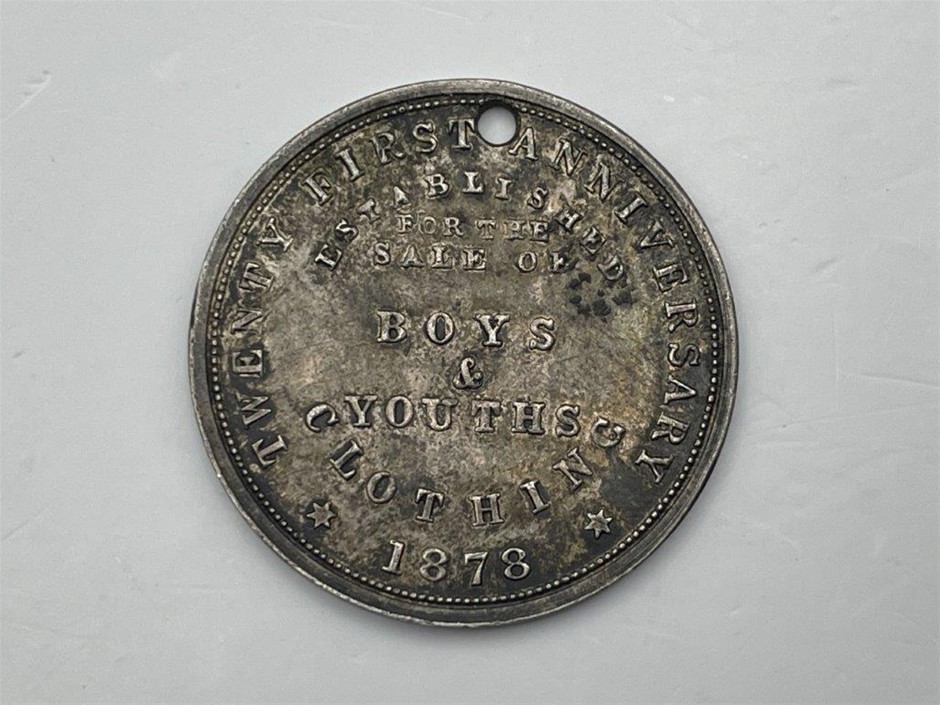 TWENTY FIRST ANNIVERSARY
ESTABLISHED
FOR THE
SALE OF
BOYS
&
YOUTHS
CLOTHING
1878